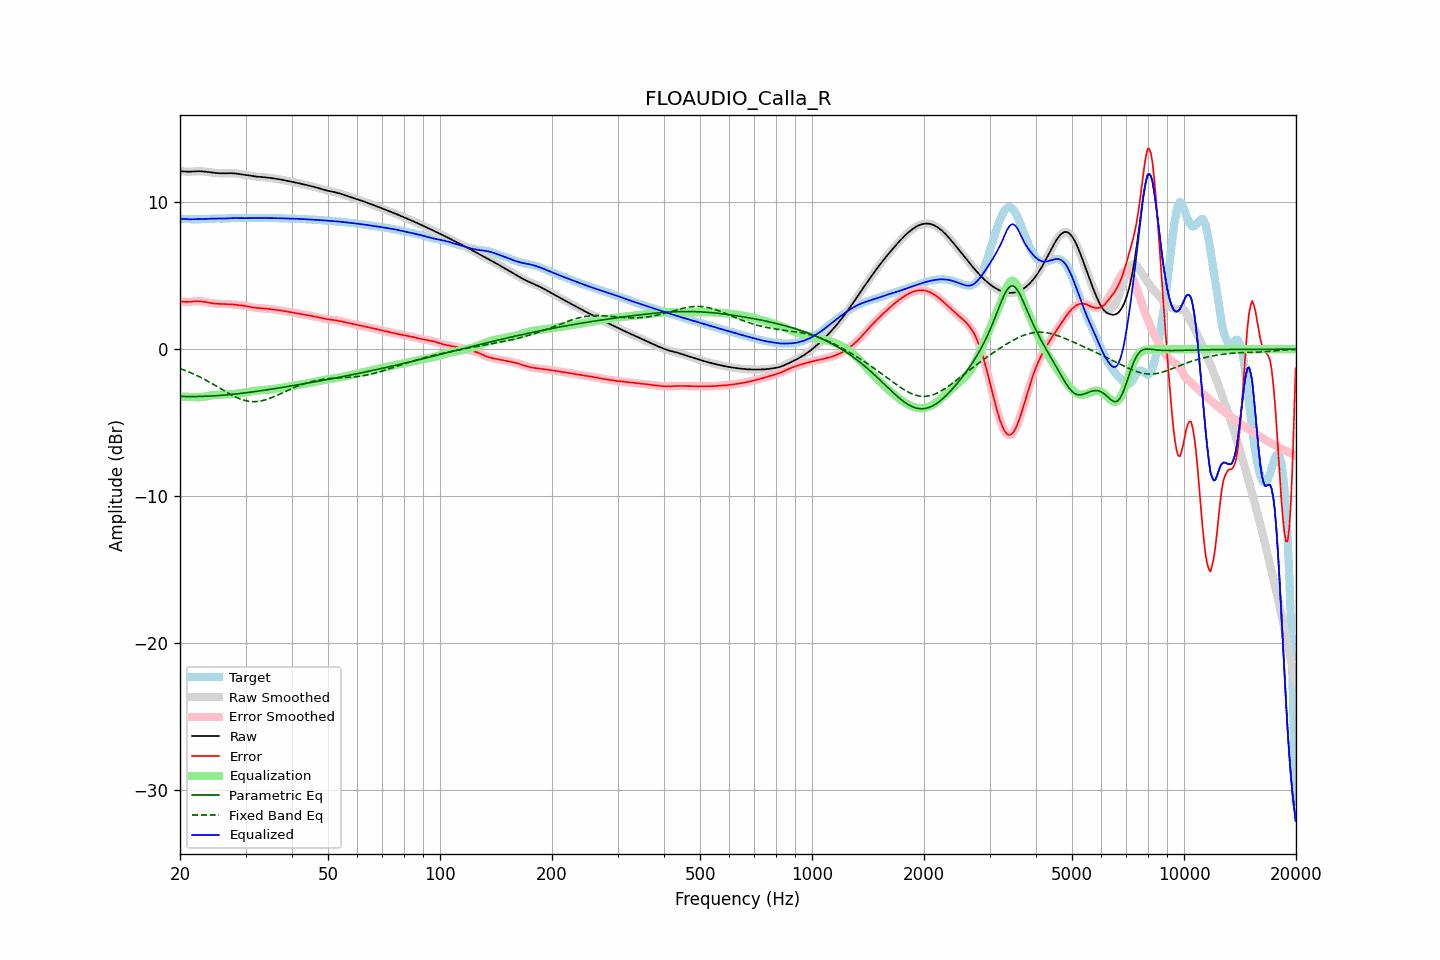 FLOAUDIO_Calla_R
Amplitude (dBr)
10
0
−10
−20
−30
Target
Raw Smoothed
Error Smoothed
Raw
Error
Equalization
Parametric Eq
Fixed Band Eq
Equalized
20 50 100 200 500 1000 2000 5000 10000 20000
Frequency (Hz)